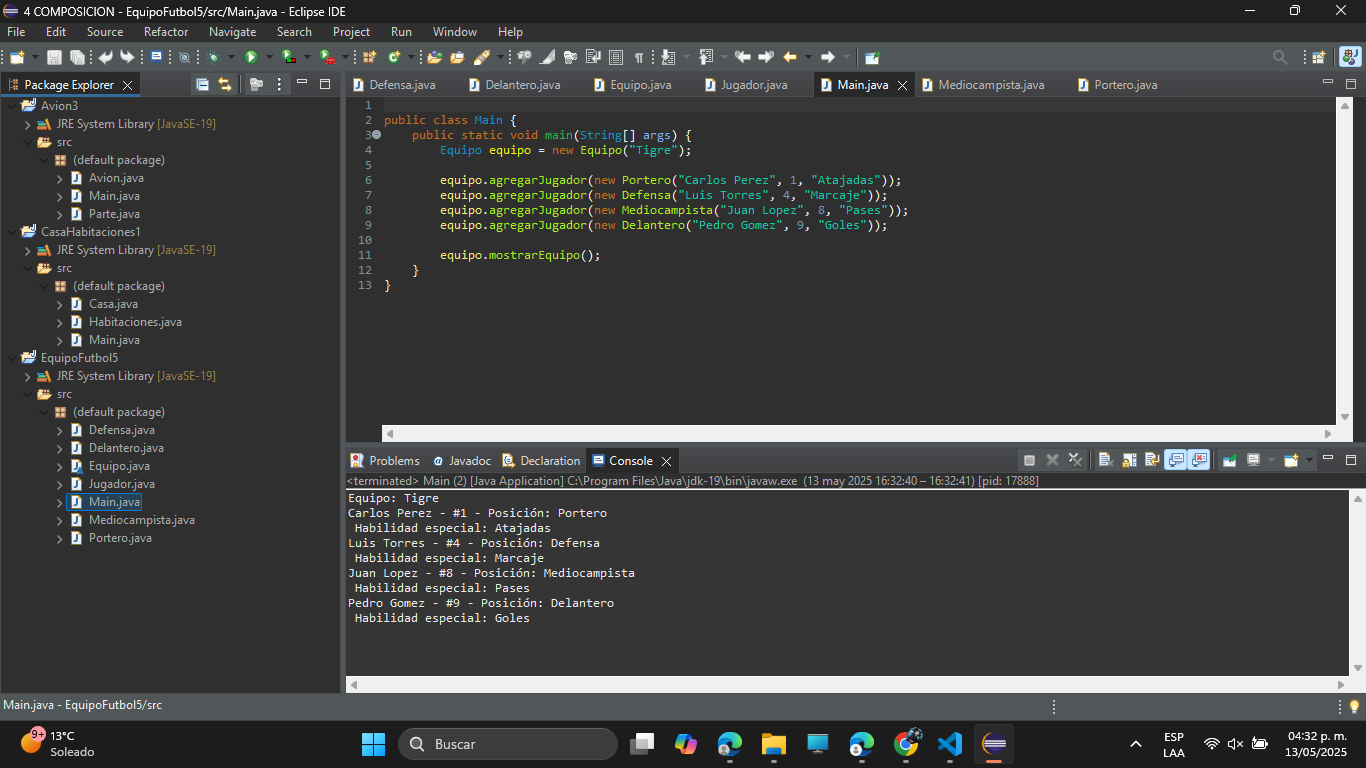 4 COMPOSICION - EquipoFutbol5/src/Main.java - Eclipse IDE
File Edit Source Refactor Navigate Search Project Run Window Help
Package Explorer
Avion3
JRE System Library [JavaSE-19]
src
(default package)
Avion.java
Main.java
Parte.java
CasaHabitaciones1
JRE System Library [JavaSE-19]
src
(default package)
Casa.java
Habitaciones.java
Main.java
EquipoFutbol5
JRE System Library [JavaSE-19]
src
(default package)
Defensa.java
Delantero.java
Equipo.java
Jugador.java
Main.java
Mediocampista.java
Portero.java
Defensa.java Delantero.java Equipo.java Jugador.java Main.java Mediocampista.java Portero.java
1
2 public class Main {
3 public static void main(String[] args) {
4 Equipo equipo = new Equipo("Tigre");
5
6 equipo.agregarJugador(new Portero("Carlos Perez", 1, "Atajadas"));
7 equipo.agregarJugador(new Defensa("Luis Torres", 4, "Marcaje"));
8 equipo.agregarJugador(new Mediocampista("Juan Lopez", 8, "Pases"));
9 equipo.agregarJugador(new Delantero("Pedro Gomez", 9, "Goles"));
10
11 equipo.mostrarEquipo();
12 }
13 }
Problems @ Javadoc Declaration Console
<terminated> Main (2) [Java Application] C:\Program Files\Java\jdk-19\bin\javaw.exe (13 may 2025 16:32:40 – 16:32:41) [pid: 17888]
Equipo: Tigre
Carlos Perez - #1 - Posición: Portero
Habilidad especial: Atajadas
Luis Torres - #4 - Posición: Defensa
Habilidad especial: Marcaje
Juan Lopez - #8 - Posición: Mediocampista
Habilidad especial: Pases
Pedro Gomez - #9 - Posición: Delantero
Habilidad especial: Goles
Main.java - EquipoFutbol5/src
9+
13°C
Soleado
Buscar
ESP
LAA
04:32 p. m.
13/05/2025